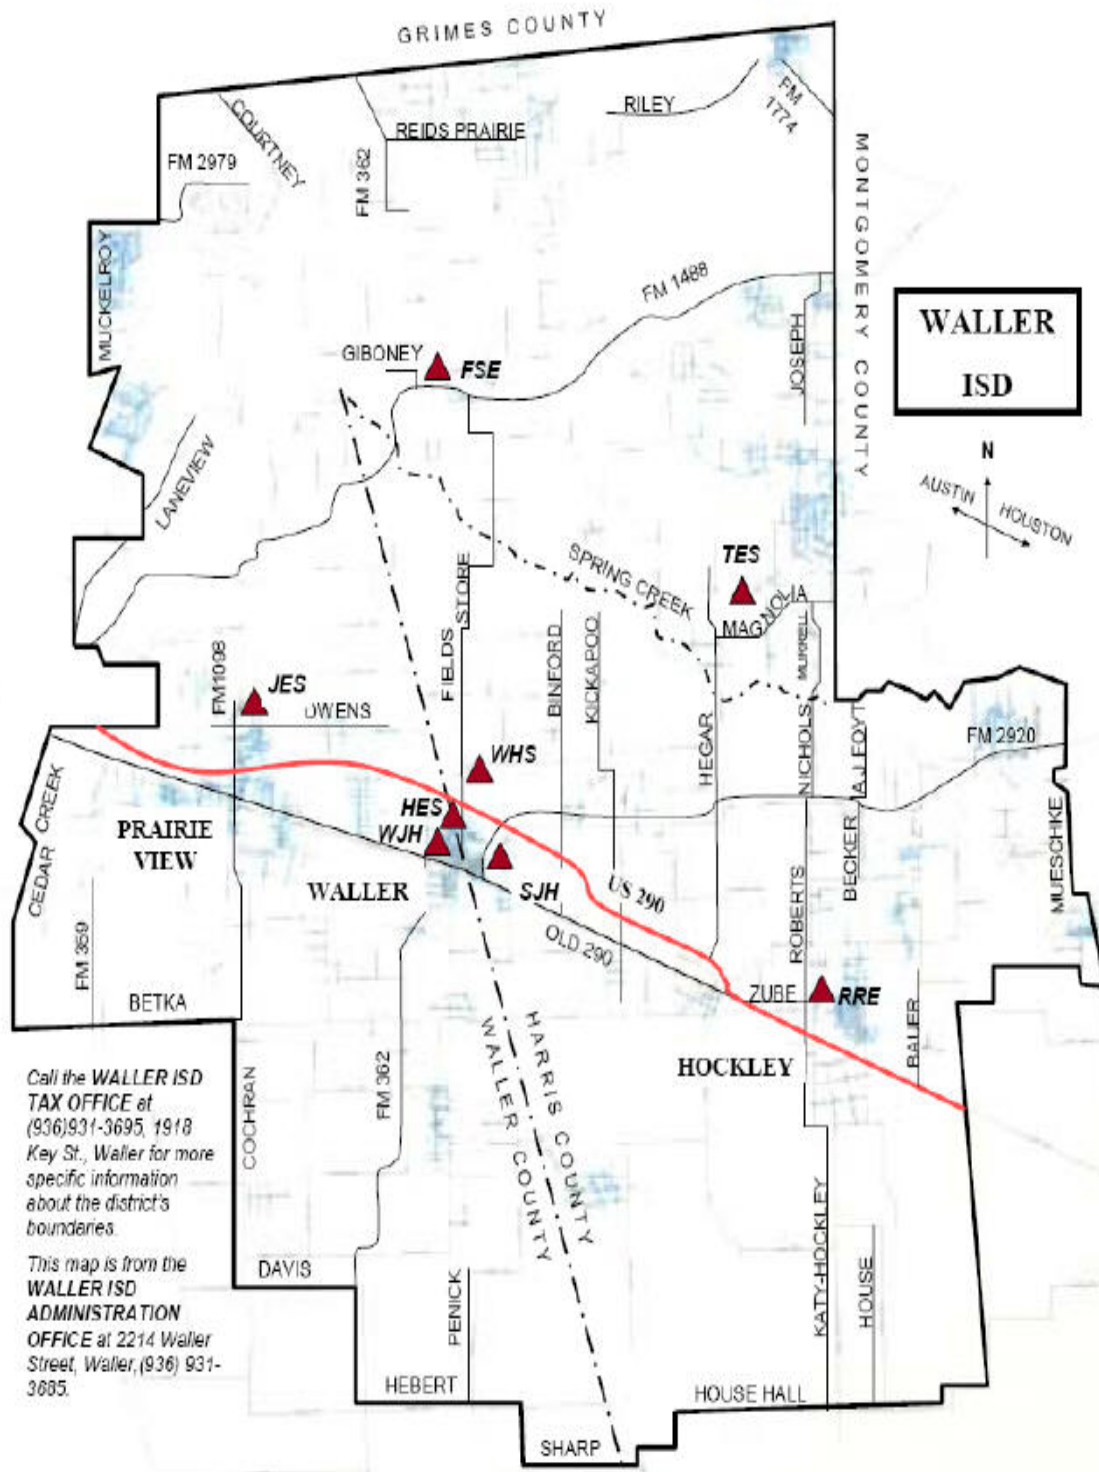 GRIMES COUNTY
COURTNEY
REIDS PRAIRIE
RILEY
FM
1774
FM 2979
FM 362
MONTGOMERY COUNTY
MUCKELROY
FM 1488
JOSEPH
WALLER
ISD
GIBONEY
FSE
N
AUSTIN
HOUSTON
LANEVIEW
SPRING CREEK
TES
MAGNOLIA
FIELDS STORE
BINFORD
KICKAPOO
MURRELL
FM1098
JES
OWENS
HEGAR
NICHOLS
AJ FOYT
FM 2920
WHS
HES
WJH
SJH
CEDAR CREEK
PRAIRIE
VIEW
WALLER
US 290
OLD 290
ROBERTS
BECKER
MUESCHKE
FM 359
BETKA
ZUBE
RRE
BAUER
HOCKLEY
HARRIS COUNTY
WALLER COUNTY
FM 362
COCHRAN
Call the WALLER ISD
TAX OFFICE at
(936)931-3695, 1918
Key St., Waller for more
specific information
about the district's
boundaries.
This map is from the
WALLER ISD
ADMINISTRATION
OFFICE at 2214 Waller
Street, Waller,(936) 931-
3685.
DAVIS
PENICK
KATY-HOCKLEY
HOUSE
HEBERT
HOUSE HALL
SHARP